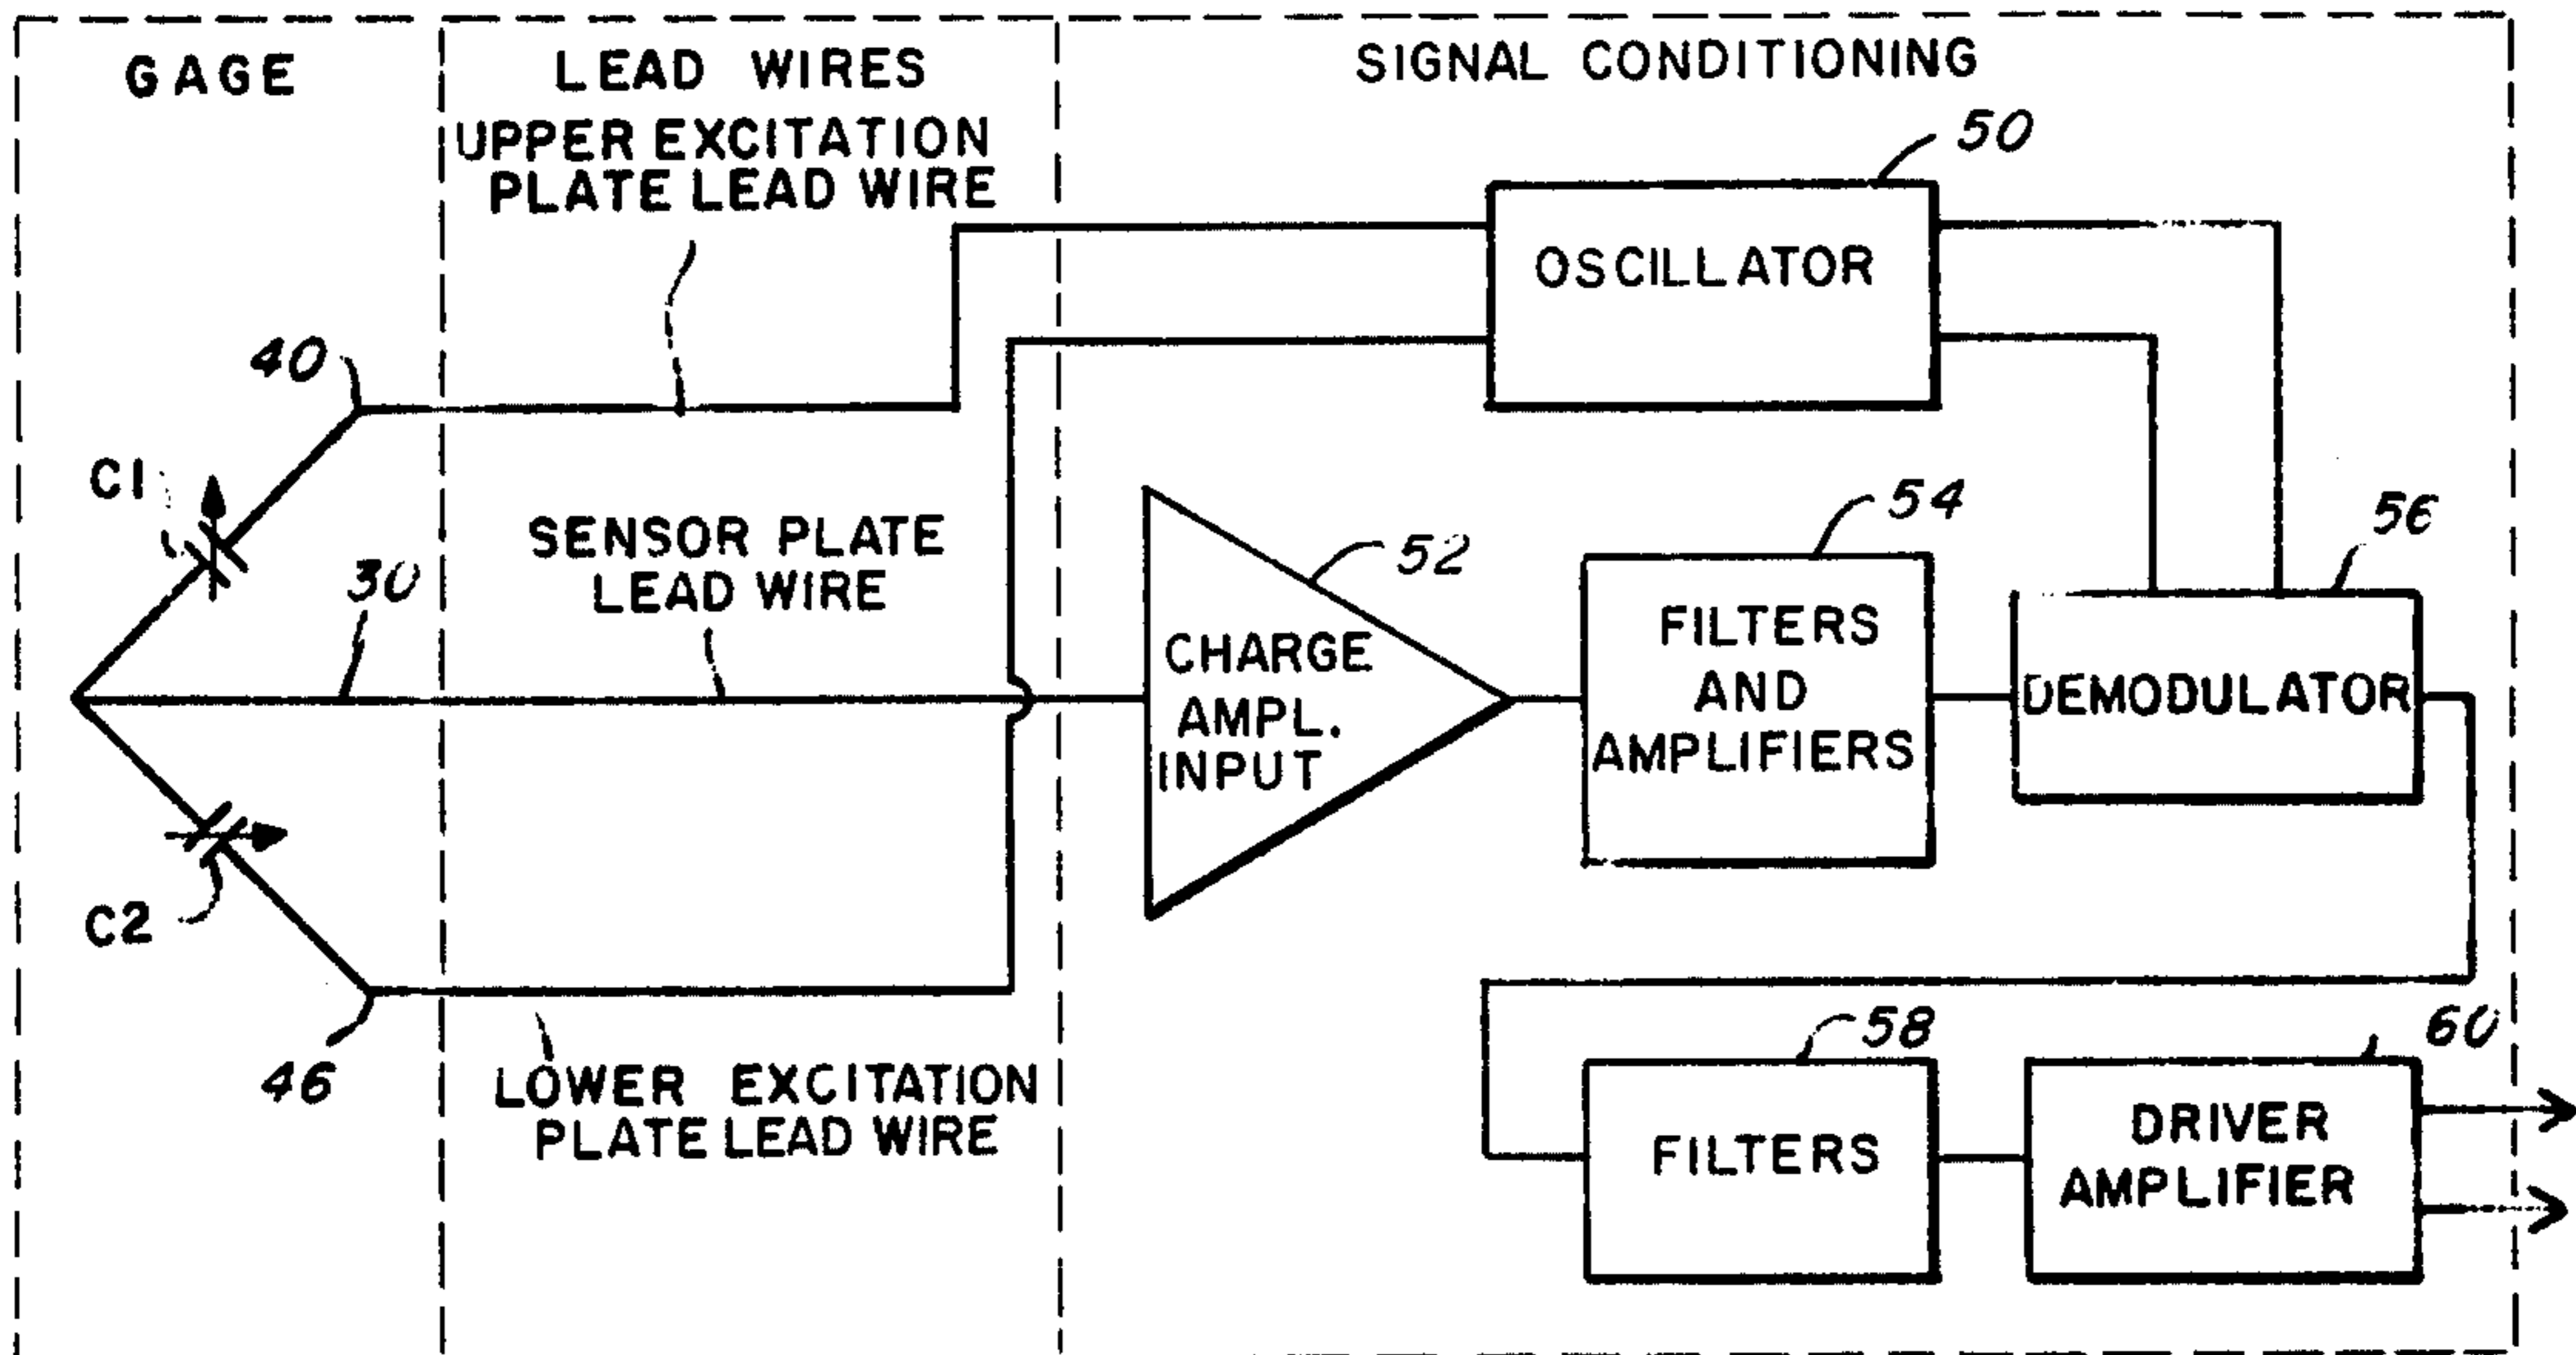 GAGE
LEAD WIRES
UPPER EXCITATION
PLATE LEAD WIRE
SIGNAL CONDITIONING
50
OSCILLATOR
40
C1
30
SENSOR PLATE
LEAD WIRE
52
CHARGE
AMPL.
INPUT
54
FILTERS
AND
AMPLIFIERS
56
DEMODULATOR
C2
46
LOWER EXCITATION
PLATE LEAD WIRE
58
FILTERS
60
DRIVER
AMPLIFIER